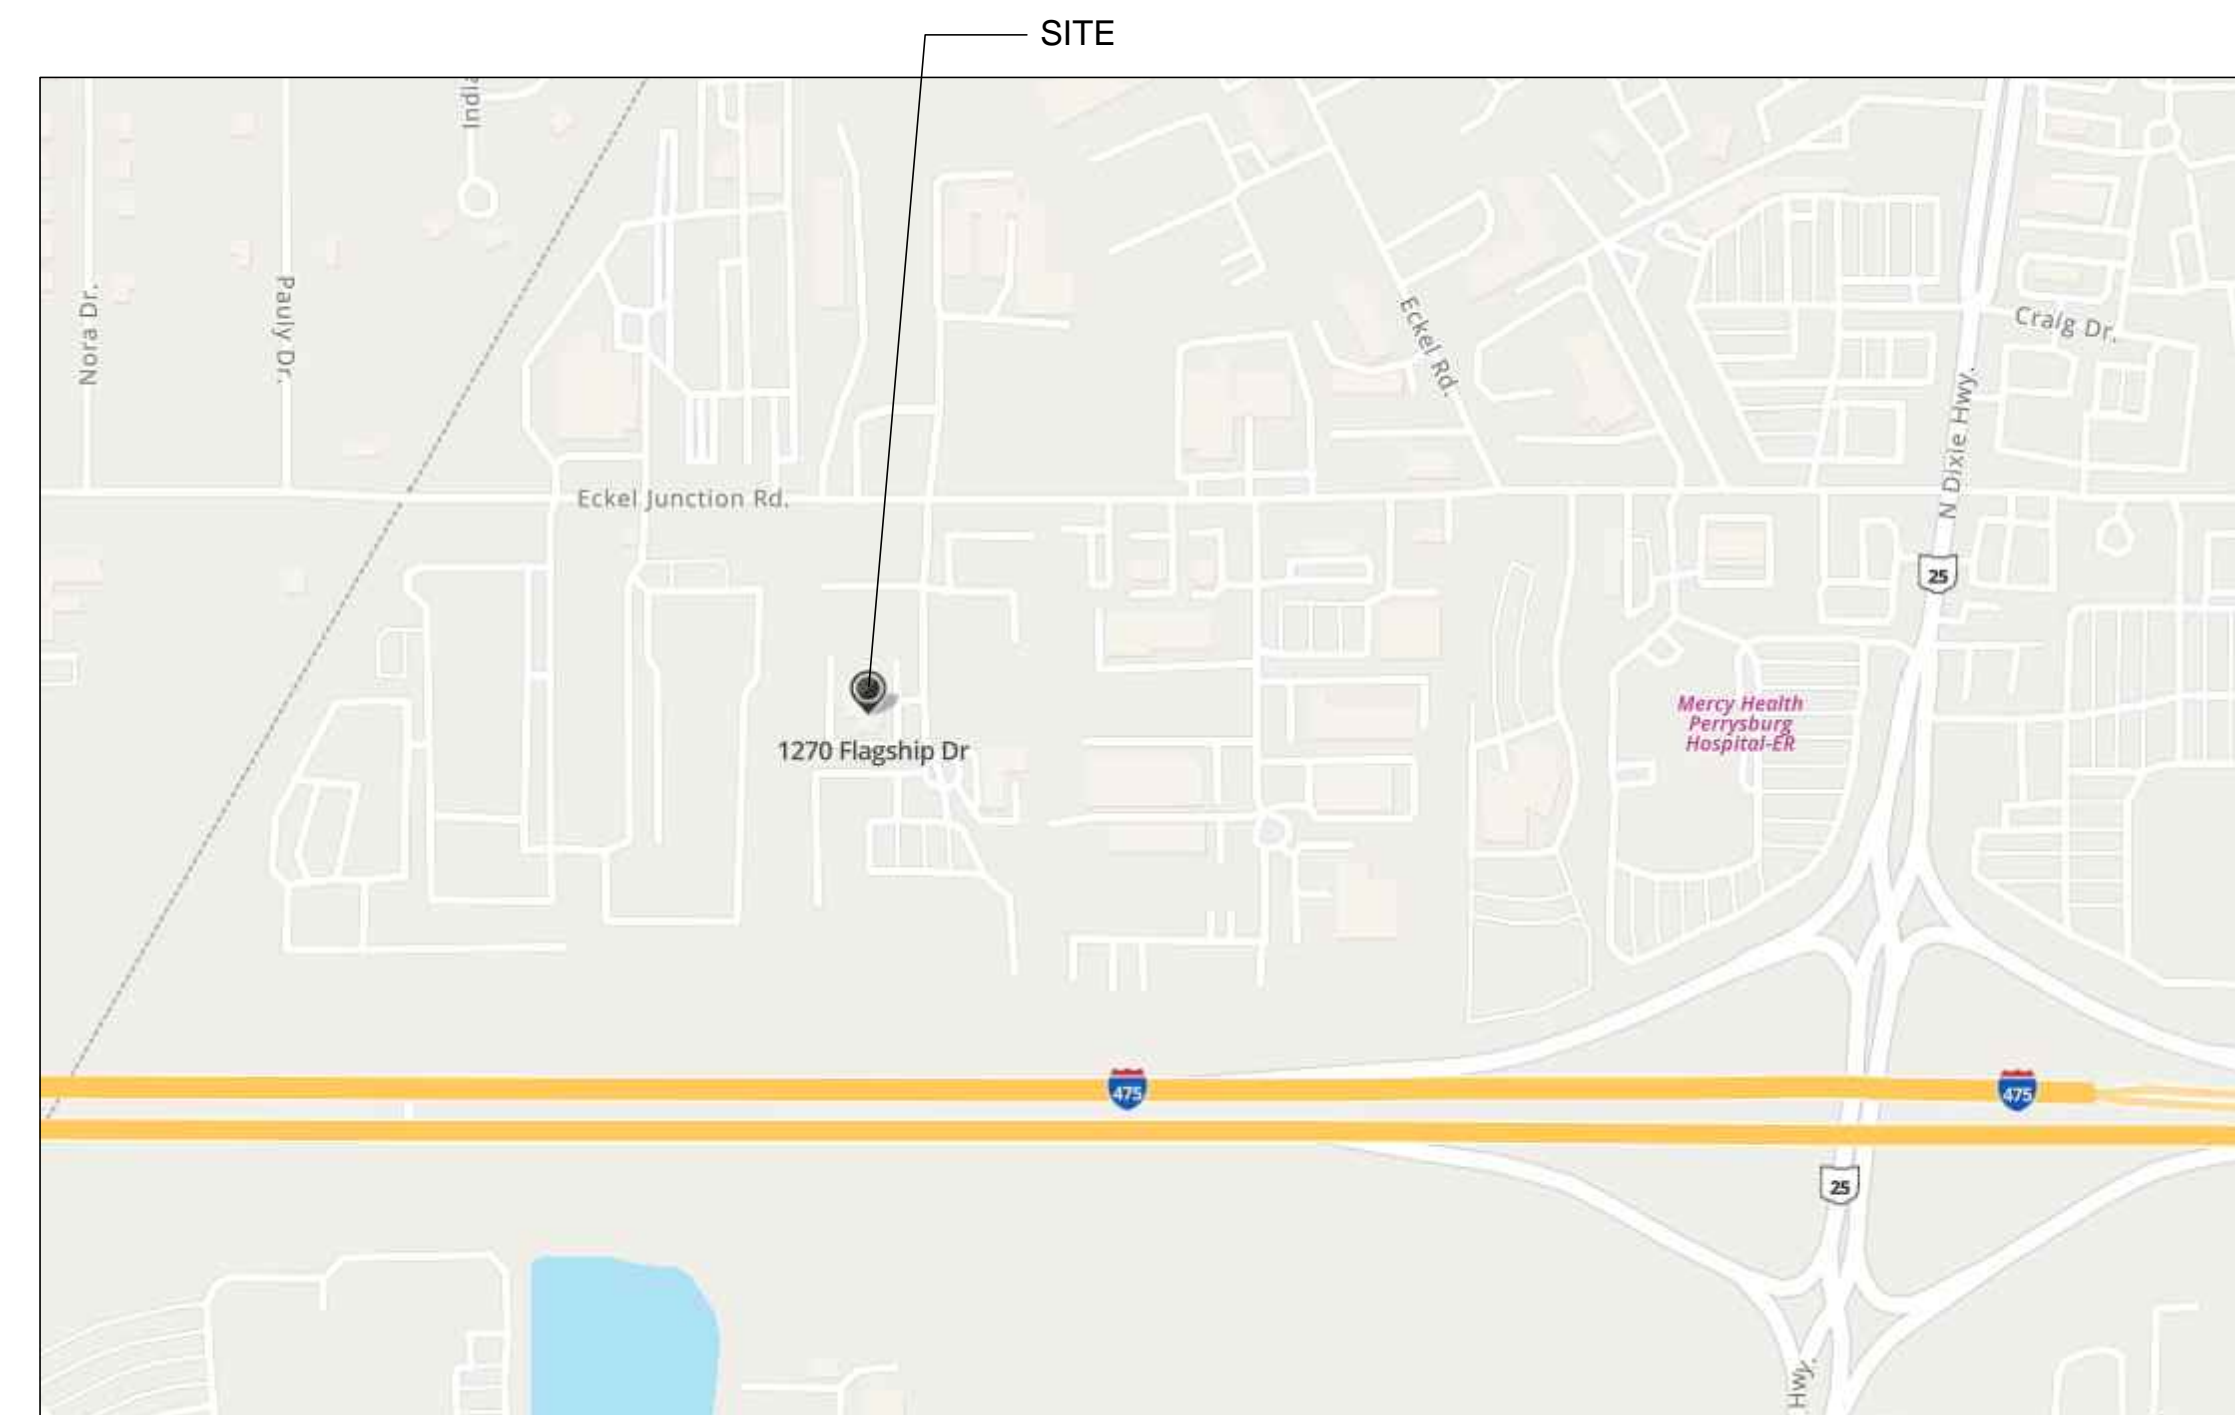 SITE
India
Nora Dr.
Pauly Dr.
Eckel Rd.
Craig Dr.
N Dixie Hwy.
Eckel Junction Rd.
25
Mercy Health
Perrysburg
Hospital-ER
1270 Flagship Dr
475
475
25
Hwy.